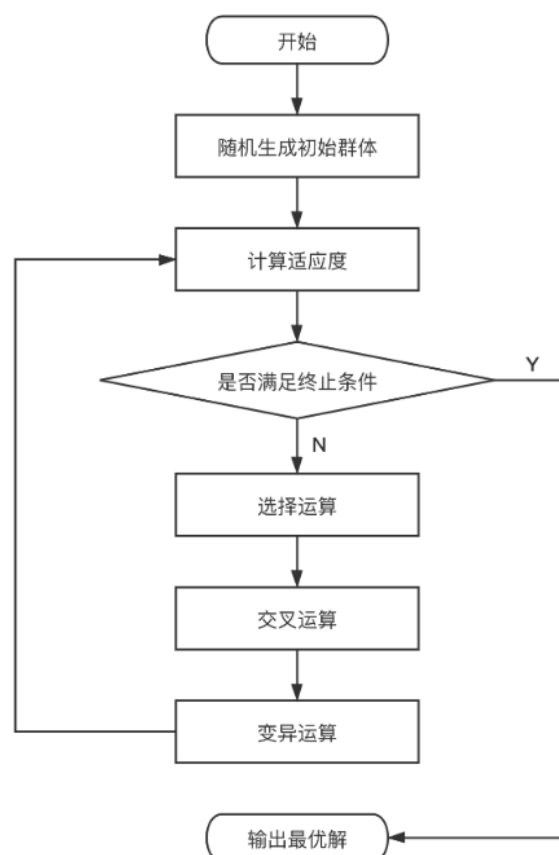 开始
随机生成初始群体
计算适应度
是否满足终止条件
Y
N
选择运算
交叉运算
变异运算
输出最优解